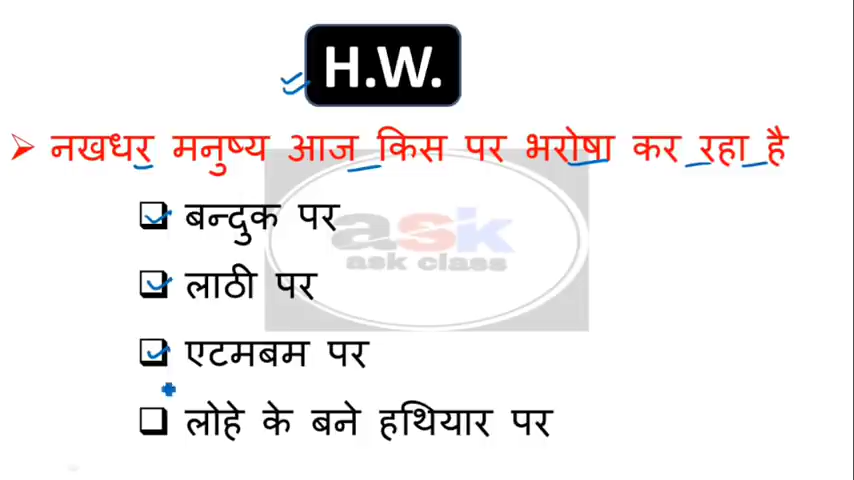 H.W.
नखधर मनुष्य आज किस पर भरोषा कर रहा है
बन्दुक पर
ask
ask class
लाठी पर
एटमबम पर
लोहे के बने हथियार पर